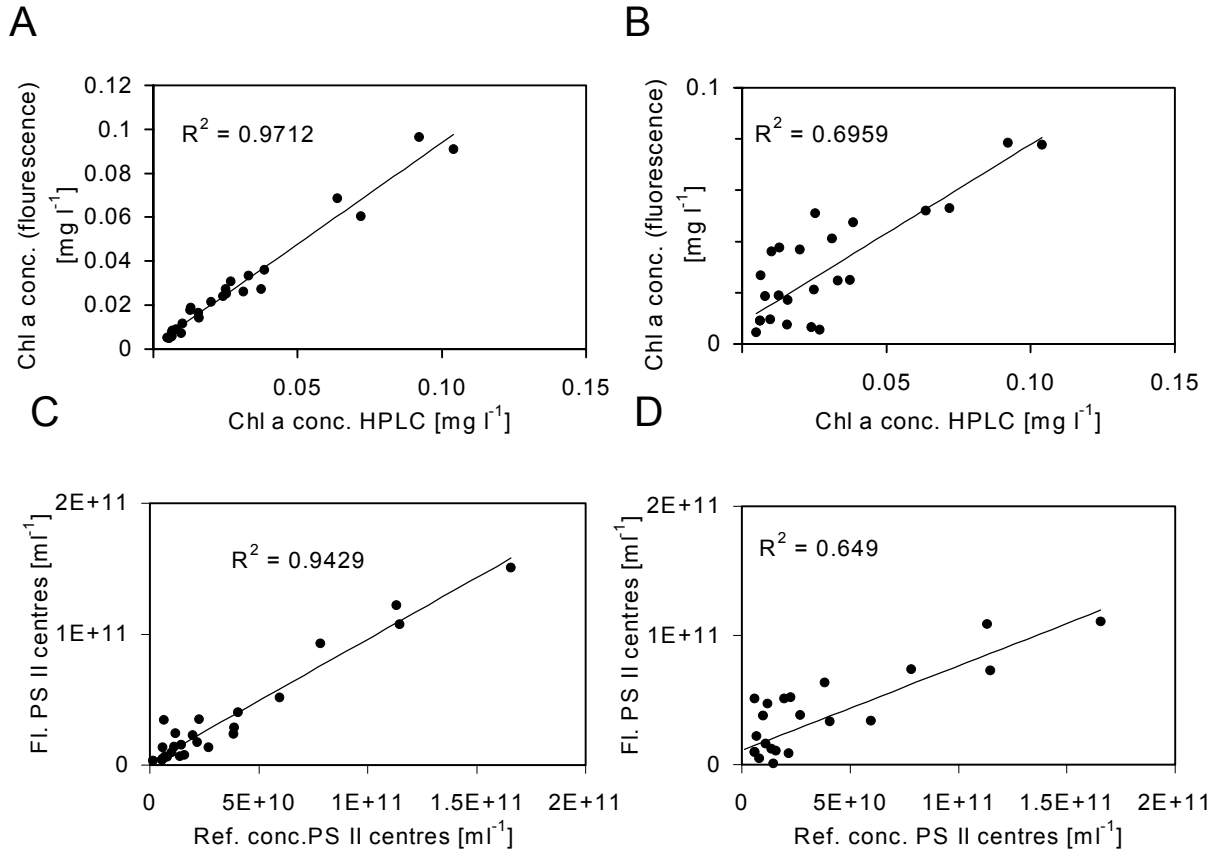 A
Chl a conc. (flourescence)
[mg l⁻¹]
0.12
0.1
0.08
0.06
0.04
0.02
0
R² = 0.9712
0.05
0.10
0.15
Chl a conc. HPLC [mg l⁻¹]
B
Chl a conc. (fluorescence)
[mg l⁻¹]
0.1
0
R² = 0.6959
0.05
0.10
0.15
Chl a conc. HPLC [mg l⁻¹]
C
Fl. PS II centres [ml⁻¹]
2E+11
1E+11
0
R² = 0.9429
0
5E+10
1E+11
1.5E+11
2E+11
Ref. conc.PS II centres [ml⁻¹]
D
Fl. PS II centres [ml⁻¹]
2E+11
1E+11
0
R² = 0.649
0
5E+10
1E+11
1.5E+11
2E+11
Ref. conc. PS II centres [ml⁻¹]